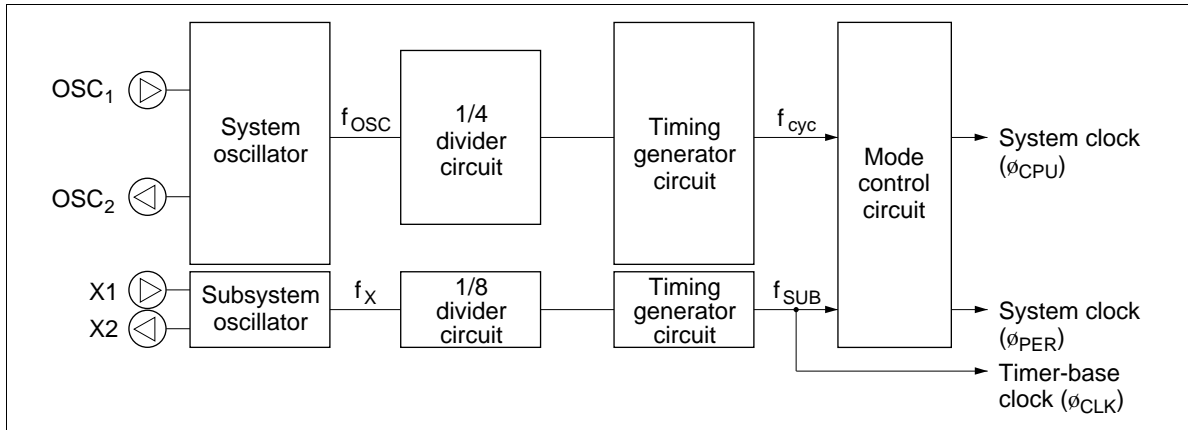 OSC1
OSC2
System
oscillator
fOSC
1/4
divider
circuit
Timing
generator
circuit
fcyc
Mode
control
circuit
System clock
(øCPU)
X1
X2
Subsystem
oscillator
fX
1/8
divider
circuit
Timing
generator
circuit
fSUB
System clock
(øPER)
Timer-base
clock (øCLK)